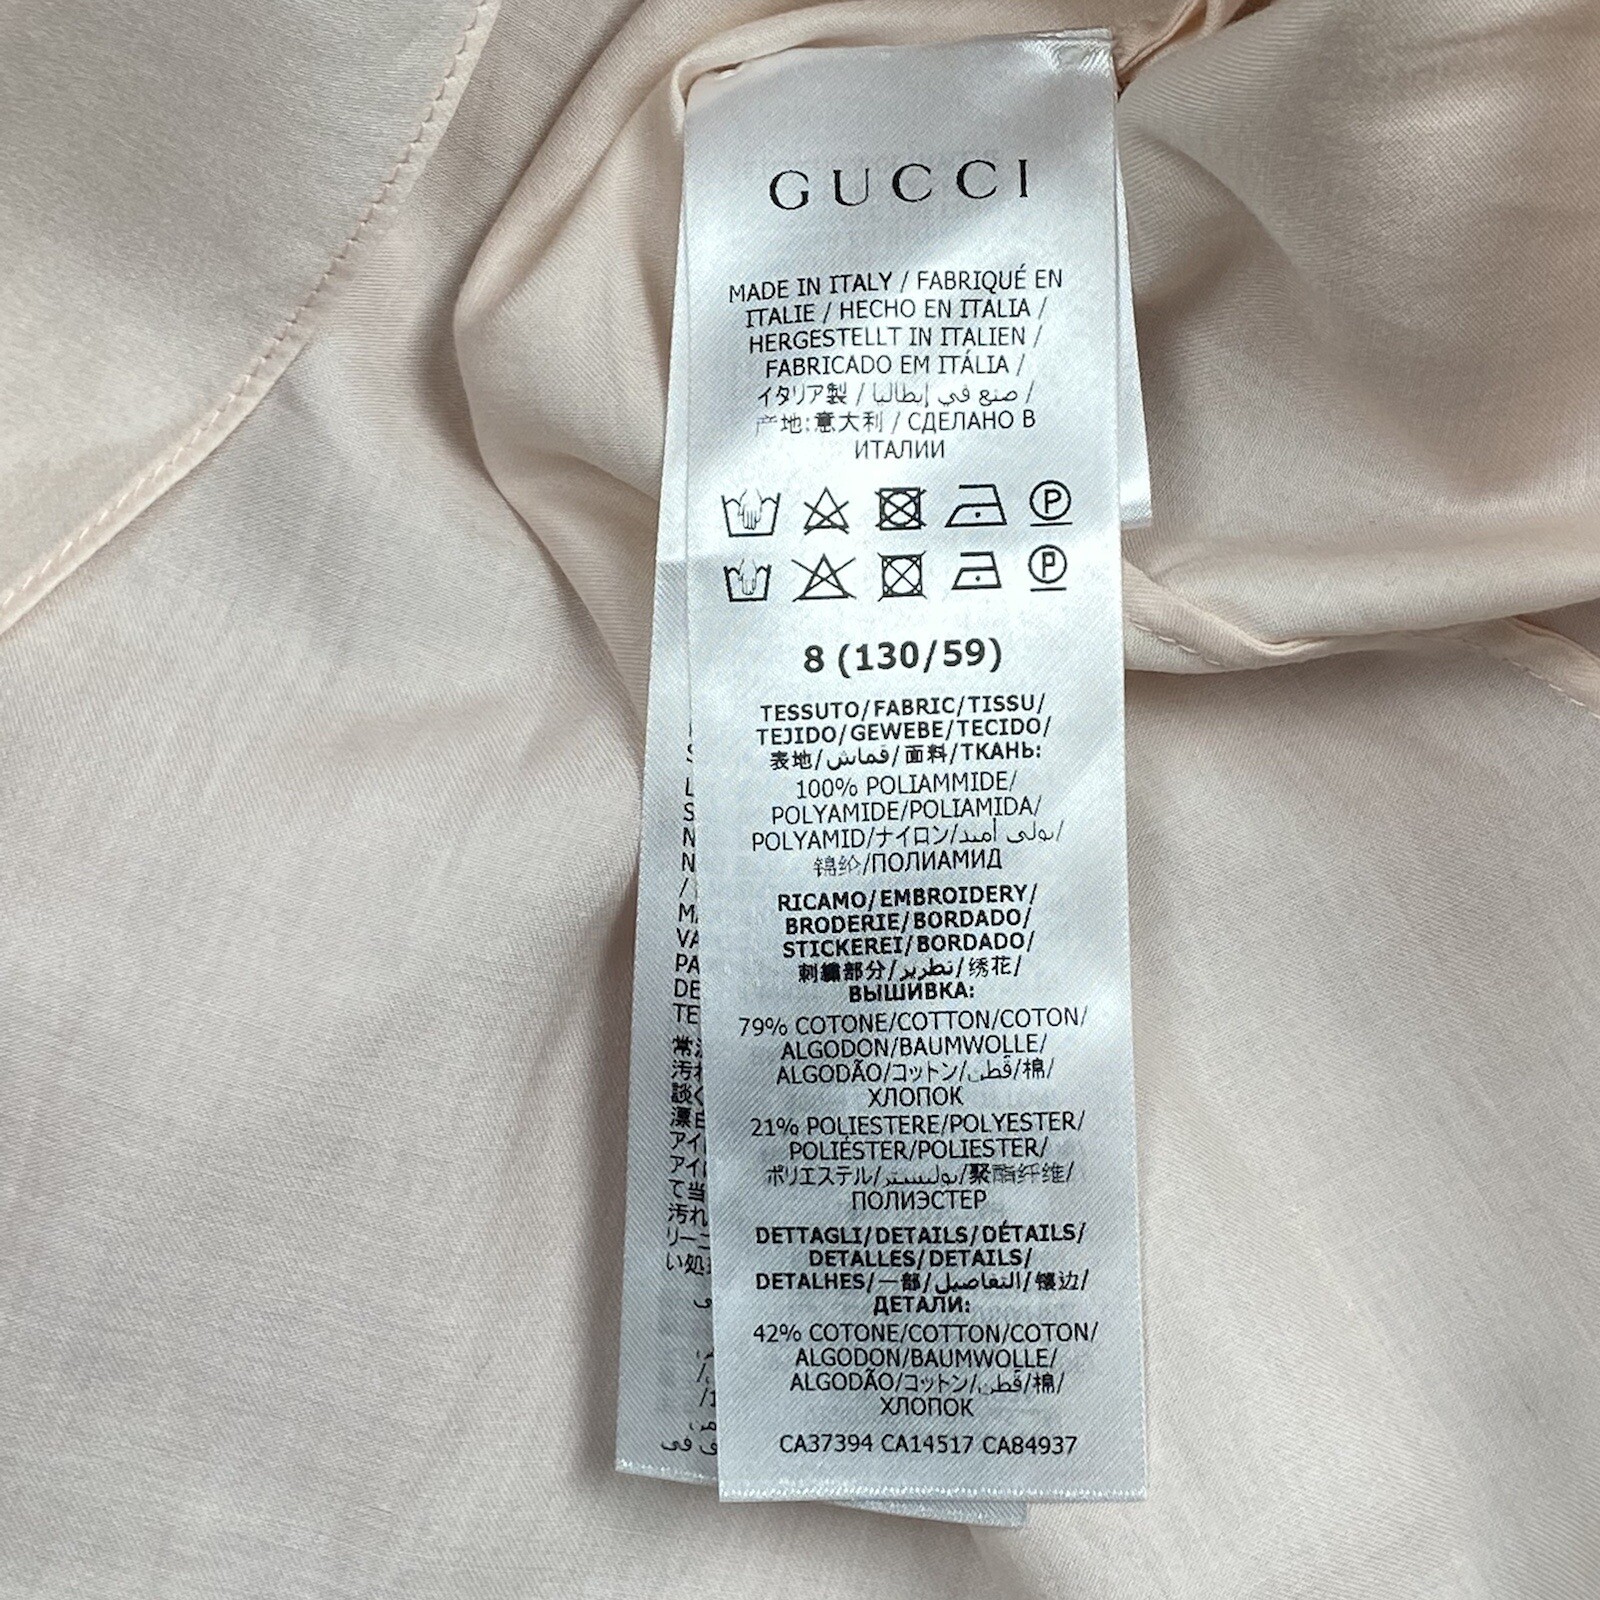 GUCCI
MADE IN ITALY / FABRIQUÉ EN
ITALIE / HECHO EN ITALIA /
HERGESTELLT IN ITALIEN /
FABRICADO EM ITÁLIA /
イタリア製 / صنع في إيطاليا /
产地:意大利 / СДЕЛАНО В
ИТАЛИИ
P
P
8 (130/59)
TESSUTO/FABRIC/TISSU/
TEJIDO/GEWEBE/TECIDO/
表地/قماش/面料/ТКАНЬ:
100% POLIAMMIDE/
POLYAMIDE/POLIAMIDA/
POLYAMID/ナイロン/بولي أميد/
锦纶/ПОЛИАМИД
RICAMO/EMBROIDERY/
BRODERIE/BORDADO/
STICKEREI/BORDADO/
刺繍部分/تطريز/绣花/
ВЫШИВКА:
79% COTONE/COTTON/COTON/
ALGODON/BAUMWOLLE/
ALGODÃO/コットン/قطن/棉/
ХЛОПОК
21% POLIESTERE/POLYESTER/
POLIÉSTER/POLIESTER/
ポリエステル/بوليستر/聚酯纤维/
ПОЛИЭСТЕР
DETTAGLI/DETAILS/DÉTAILS/
DETALLES/DETAILS/
DETALHES/一部/التفاصيل/镶边/
ДЕТАЛИ:
42% COTONE/COTTON/COTON/
ALGODON/BAUMWOLLE/
ALGODÃO/コットン/قطن/棉/
ХЛОПОК
CA37394 CA14517 CA84937